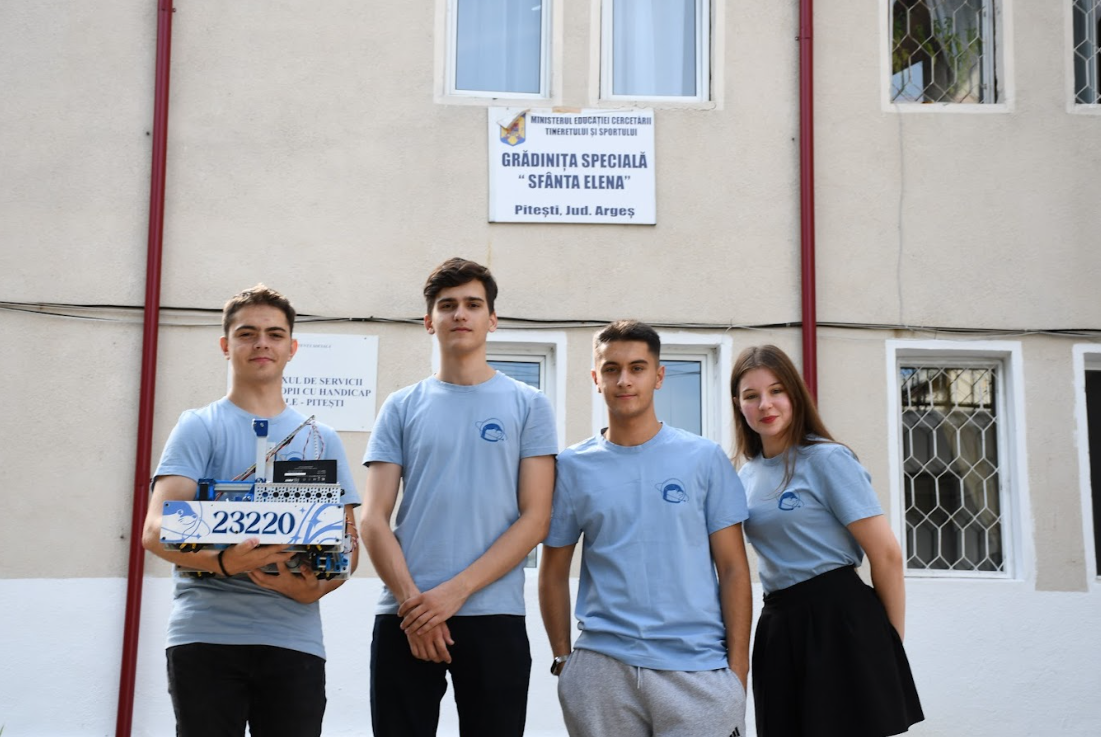 MINISTERUL EDUCAȚIEI CERCETĂRII
TINERETULUI ȘI SPORTULUI
GRĂDINIȚA SPECIALĂ
“ SFÂNTA ELENA”
Pitești, Jud. Argeș
DE SERVICII
CU HANDICAP
- PITEȘTI
23220